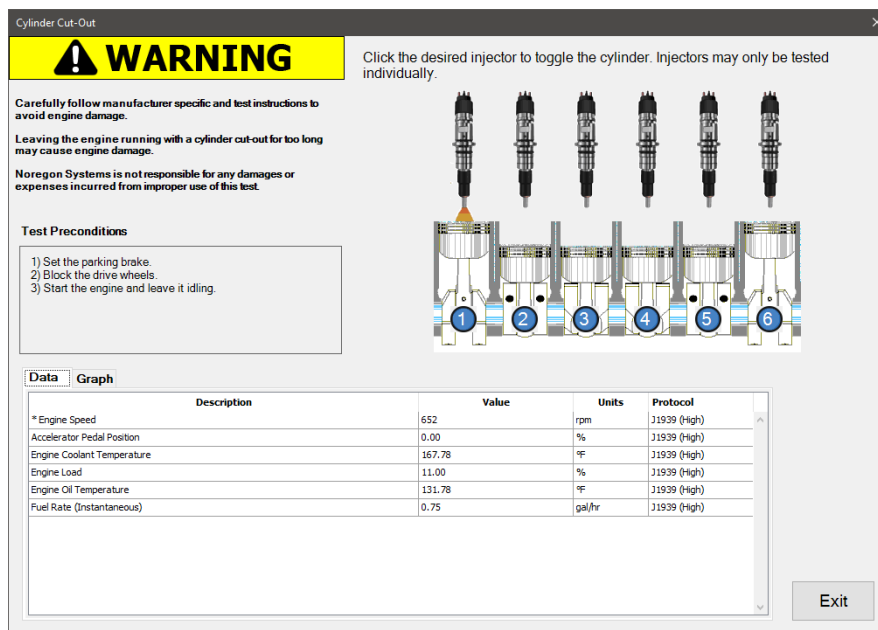 Cylinder Cut-Out
WARNING
Click the desired injector to toggle the cylinder. Injectors may only be tested
individually.
Carefully follow manufacturer specific and test instructions to
avoid engine damage.
Leaving the engine running with a cylinder cut-out for too long
may cause engine damage.
Noregon Systems is not responsible for any damages or
expenses incurred from improper use of this test.
Test Preconditions
1) Set the parking brake.
2) Block the drive wheels.
3) Start the engine and leave it idling.
1 2 3 4 5 6
Data Graph
Description Value Units Protocol
* Engine Speed 652 rpm J1939 (High)
Accelerator Pedal Position 0.00 % J1939 (High)
Engine Coolant Temperature 167.78 ºF J1939 (High)
Engine Load 11.00 % J1939 (High)
Engine Oil Temperature 131.78 ºF J1939 (High)
Fuel Rate (Instantaneous) 0.75 gal/hr J1939 (High)
Exit